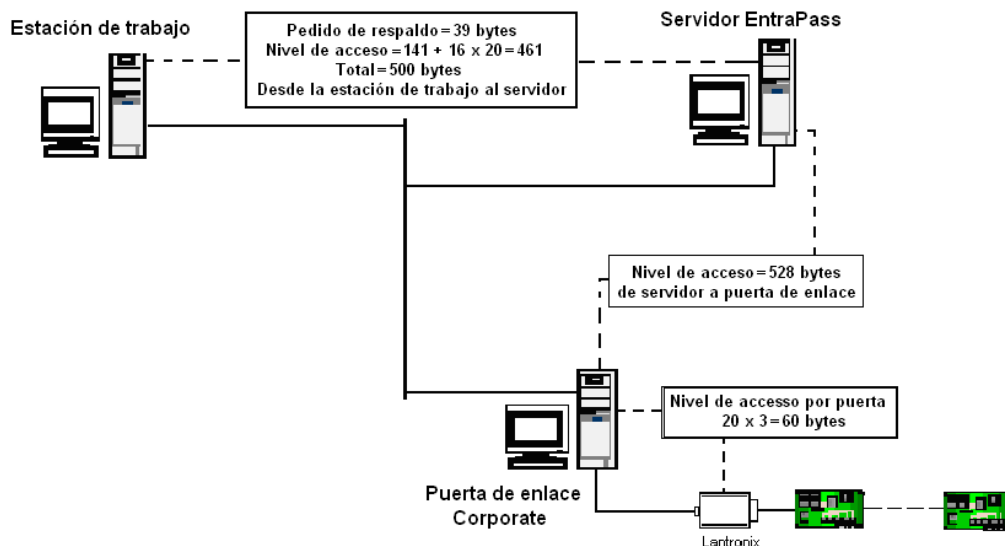 Estación de trabajo
Pedido de respaldo = 39 bytes
Nivel de acceso = 141 + 16 x 20 = 461
Total = 500 bytes
Desde la estación de trabajo al servidor
Servidor EntraPass
Nivel de acceso = 528 bytes
de servidor a puerta de enlace
Nivel de accesso por puerta
20 x 3 = 60 bytes
Puerta de enlace
Corporate
Lantronix